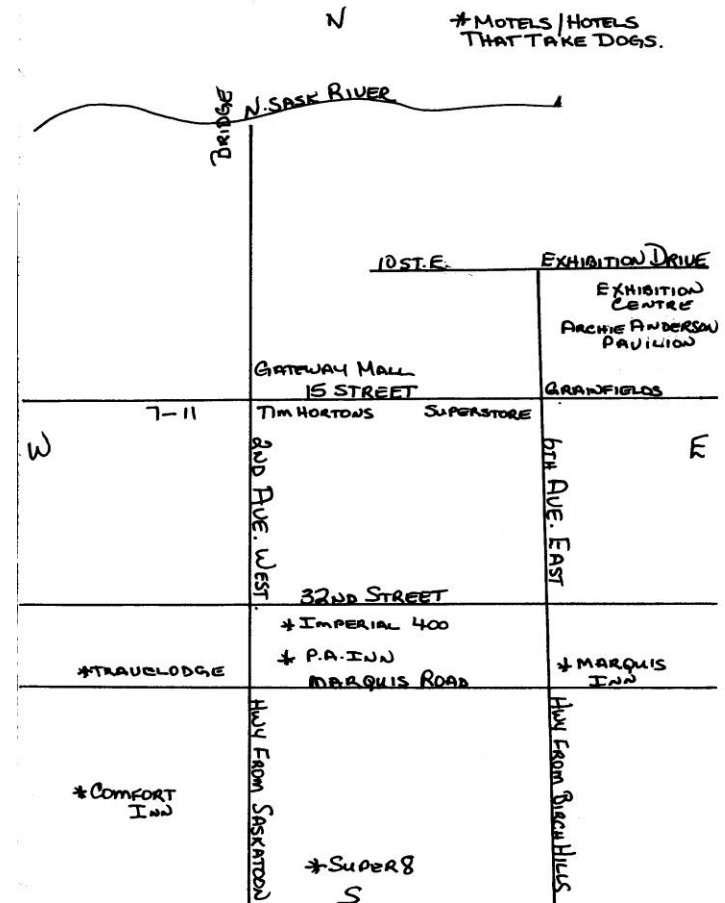 N
*MOTELS/HOTELS
THAT TAKE DOGS.
N. SASK RIVER
BRIDGE
10 ST. E.
EXHIBITION DRIVE
EXHIBITION
CENTRE
ARCHIE ANDERSON
PAVILION
GATEWAY MALL
15 STREET
GRAINFIELDS
7-11
TIM HORTONS
SUPERSTORE
W
E
2ND AVE. WEST.
6TH AVE. EAST
32ND STREET
*IMPERIAL 400
* P.A. INN
*TRAVELODGE
MARQUIS ROAD
*MARQUIS
INN
HWY FROM SASKATOON
HWY FROM BIRCH HILLS
*COMFORT
INN
*SUPER 8
S